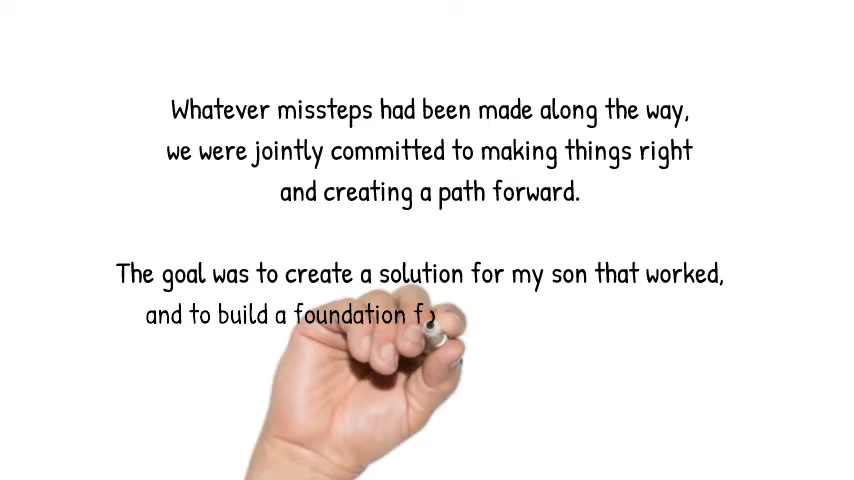 Whatever missteps had been made along the way,
we were jointly committed to making things right
and creating a path forward.
The goal was to create a solution for my son that worked,
and to build a foundation